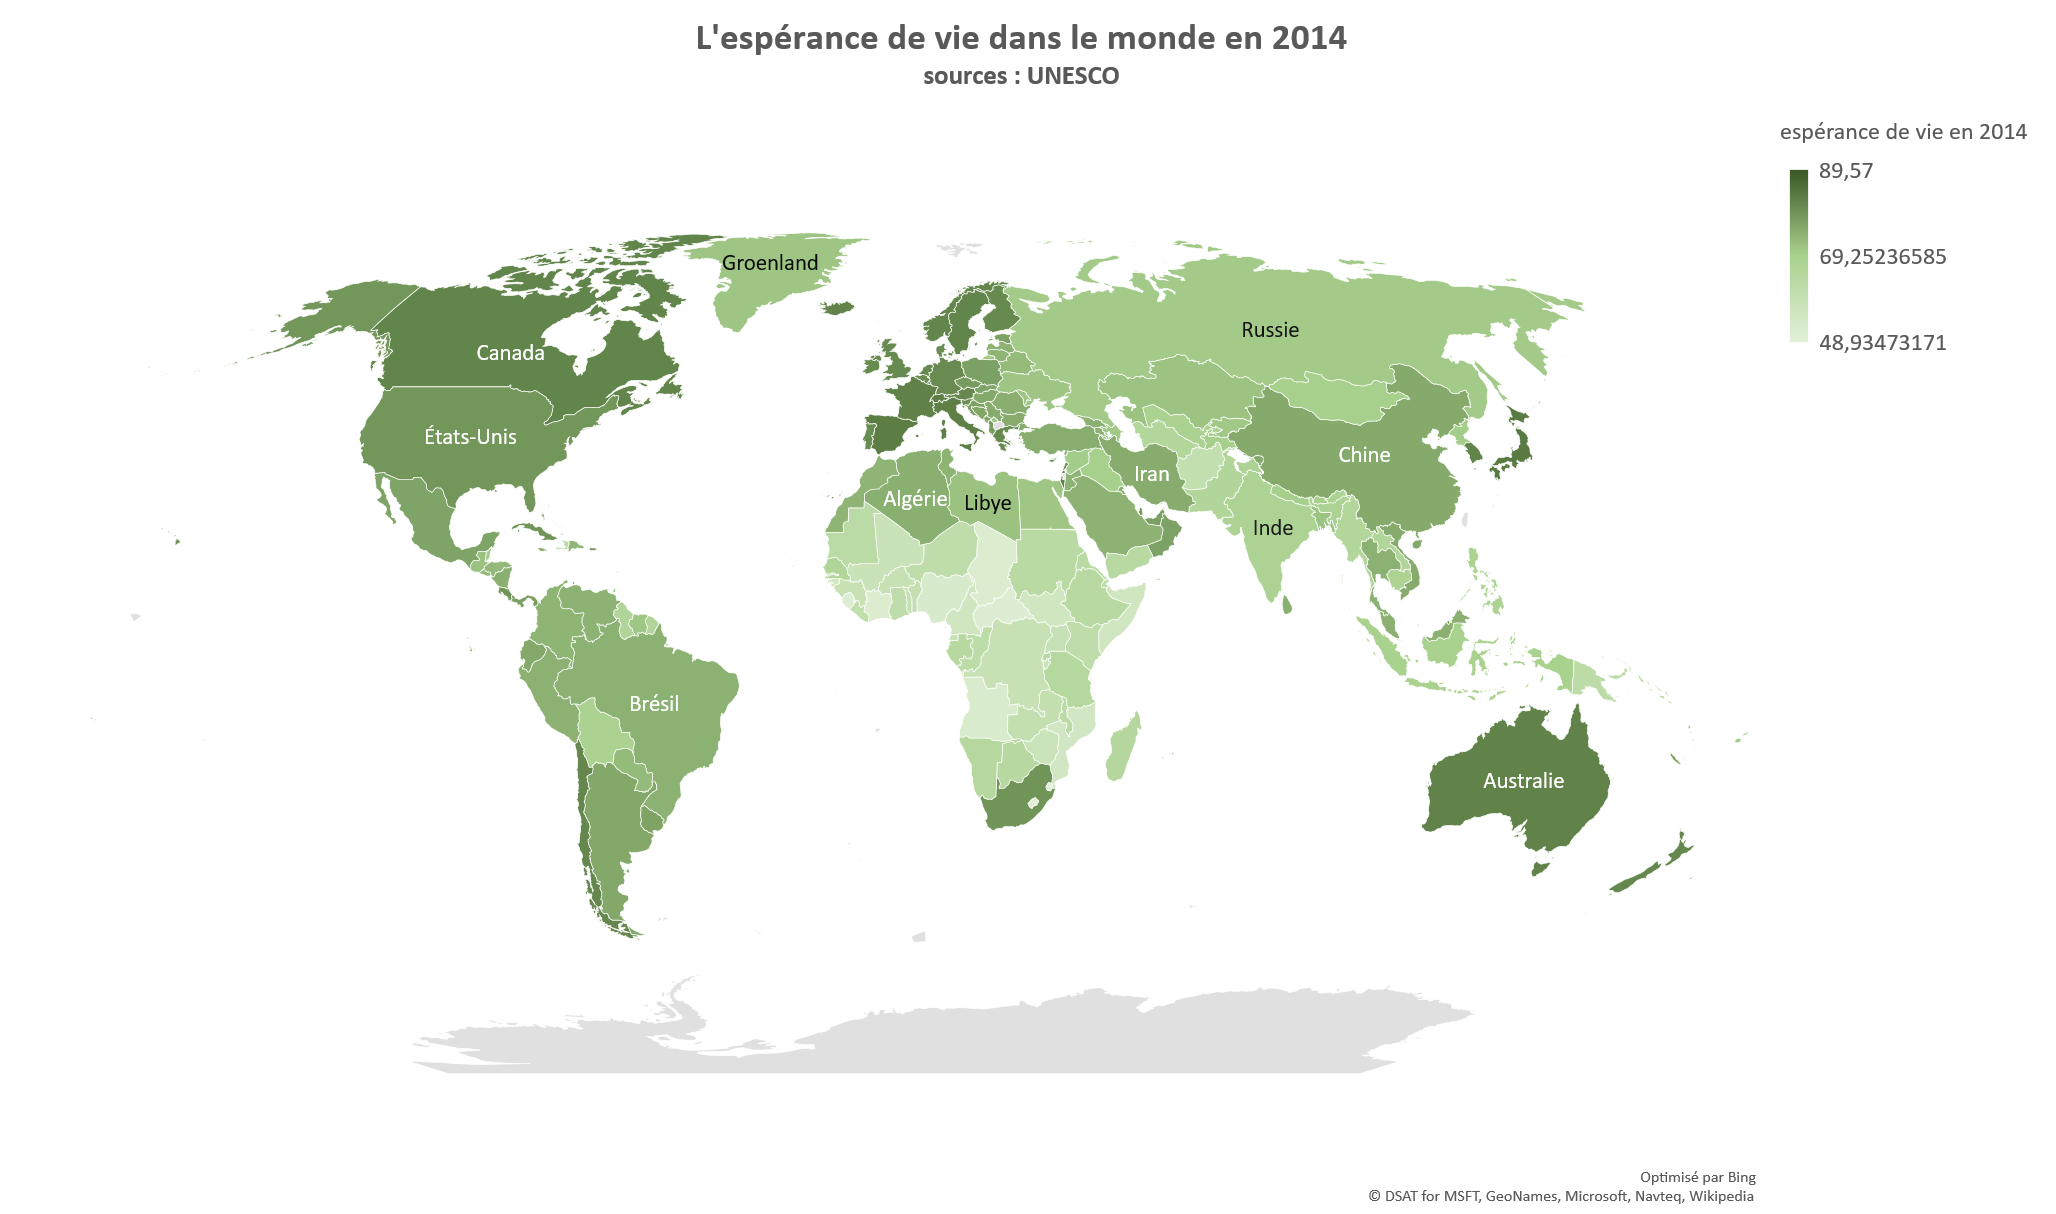 L'espérance de vie dans le monde en 2014
sources : UNESCO
espérance de vie en 2014
89,57
69,25236585
48,93473171
Groenland
Russie
Canada
États-Unis
Chine
Iran
Algérie
Libye
Inde
Brésil
Australie
Optimisé par Bing
© DSAT for MSFT, GeoNames, Microsoft, Navteq, Wikipedia